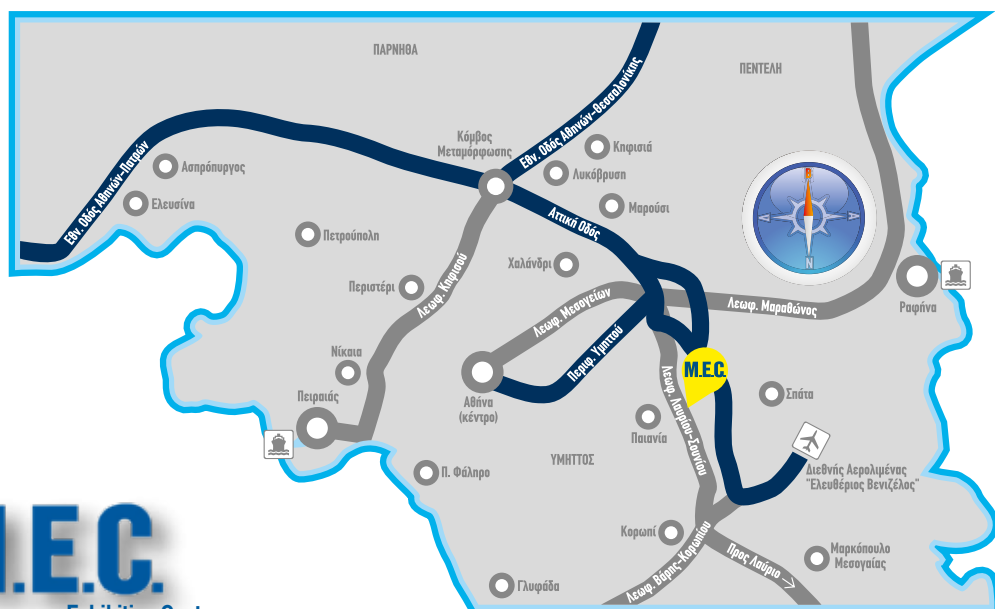 ΠΑΡΝΗΘΑ
ΠΕΝΤΕΛΗ
Εθν. Οδός Αθηνών-Θεσσαλονίκης
Κόμβος
Μεταμόρφωσης
Κηφισιά
Λυκόβρυση
Εθν. Οδός Αθηνών-Πατρών
Ασπρόπυργος
Ελευσίνα
Μαρούσι
Αττική Οδός
Πετρούπολη
Χαλάνδρι
Β
Δ
Α
Ν
Περιστέρι
Λεωφ. Κηφισού
Λεωφ. Μεσογείων
Λεωφ. Μαραθώνος
Ραφήνα
Περιφ. Υμηττού
Νίκαια
Πειραιάς
Αθήνα
(κέντρο)
M.E.C.
Λεωφ. Λαυρίου-Σουνίου
Σπάτα
Παιανία
ΥΜΗΤΤΟΣ
Π. Φάληρο
Διεθνής Αερολιμένας
"Ελευθέριος Βενιζέλος"
Κορωπί
Λεωφ. Βάρης-Κορωπίου
Προς Λαύριο
Μαρκόπουλο
Μεσογαίας
Γλυφάδα
.E.C.